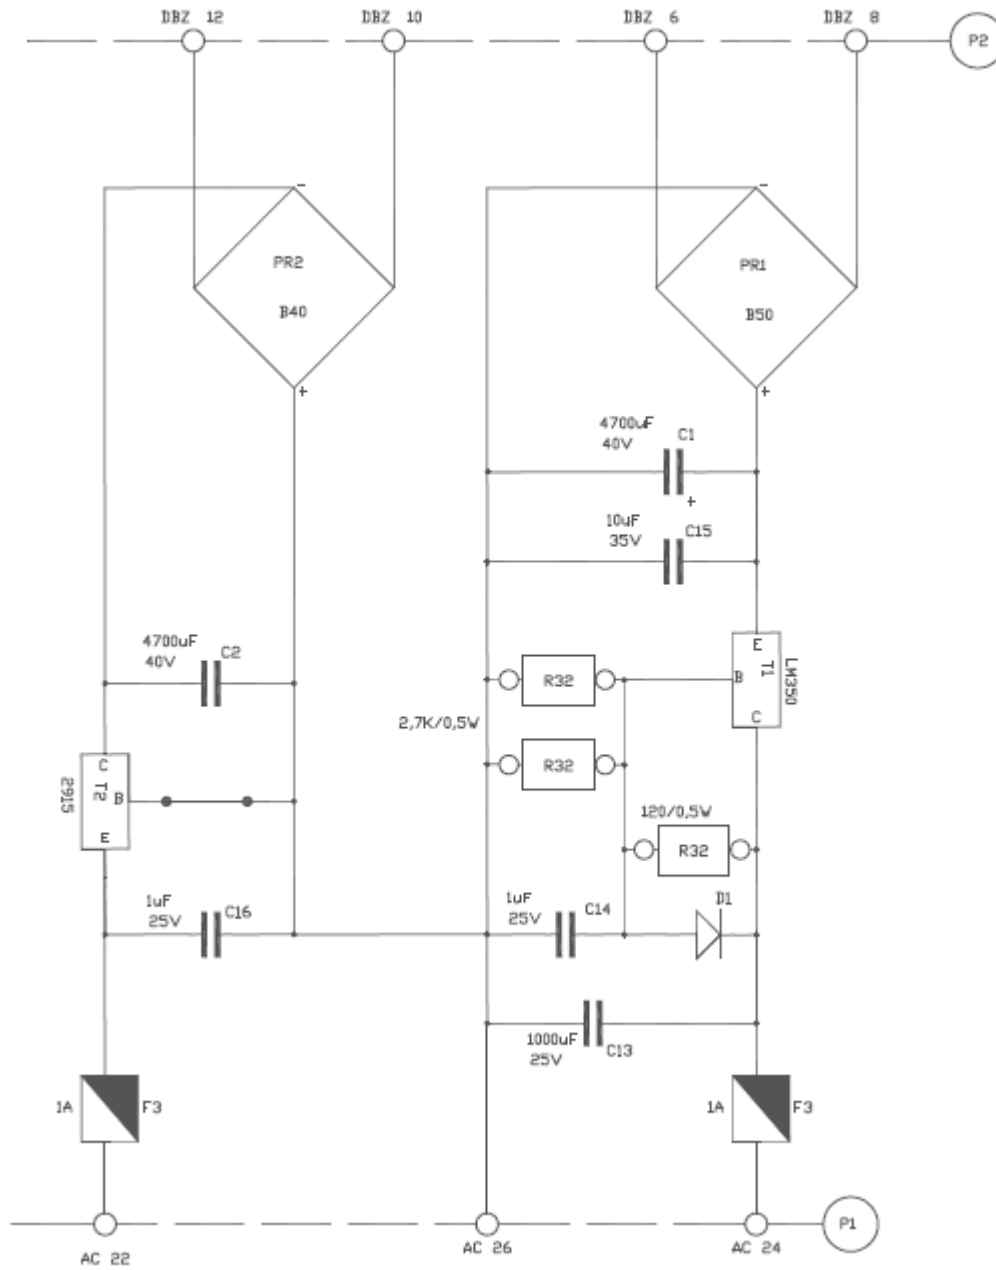 DBZ 12
DBZ 10
DBZ 6
DBZ 8
P2
-
-
PR2
PR1
B40
B50
+
+
4700uF
40V
C1
+
10uF
35V
C15
4700uF
40V
C2
E
T1
B
C
LM350
R32
2,7K/0,5W
R32
C
T2
B
E
2915
120/0,5W
R32
1uF
25V
C16
1uF
25V
C14
D1
1000uF
25V
C13
1A
F3
1A
F3
P1
AC 22
AC 26
AC 24